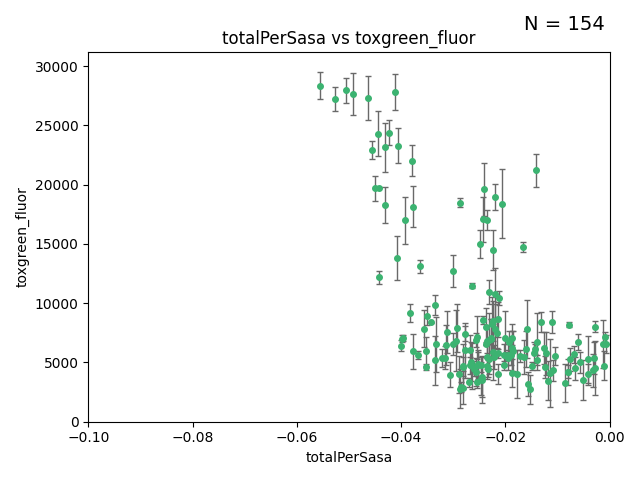 N = 154
totalPerSasa vs toxgreen_fluor
30000
25000
20000
15000
10000
5000
0
toxgreen_fluor
−0.10 −0.08 −0.06 −0.04 −0.02 0.00
totalPerSasa